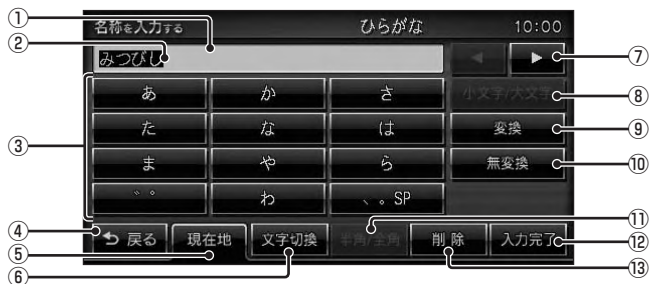 ①
②
③
④
⑤
⑥
名称を入力する ひらがな 10:00
みつびし
◀ ▶
あ か さ 小文字/大文字
た な は 変換
ま や ら 無変換
゛゜ わ 、。SP
戻る 現在地 文字切換 半角/全角 削除 入力完了
⑦
⑧
⑨
⑩
⑪
⑫
⑬